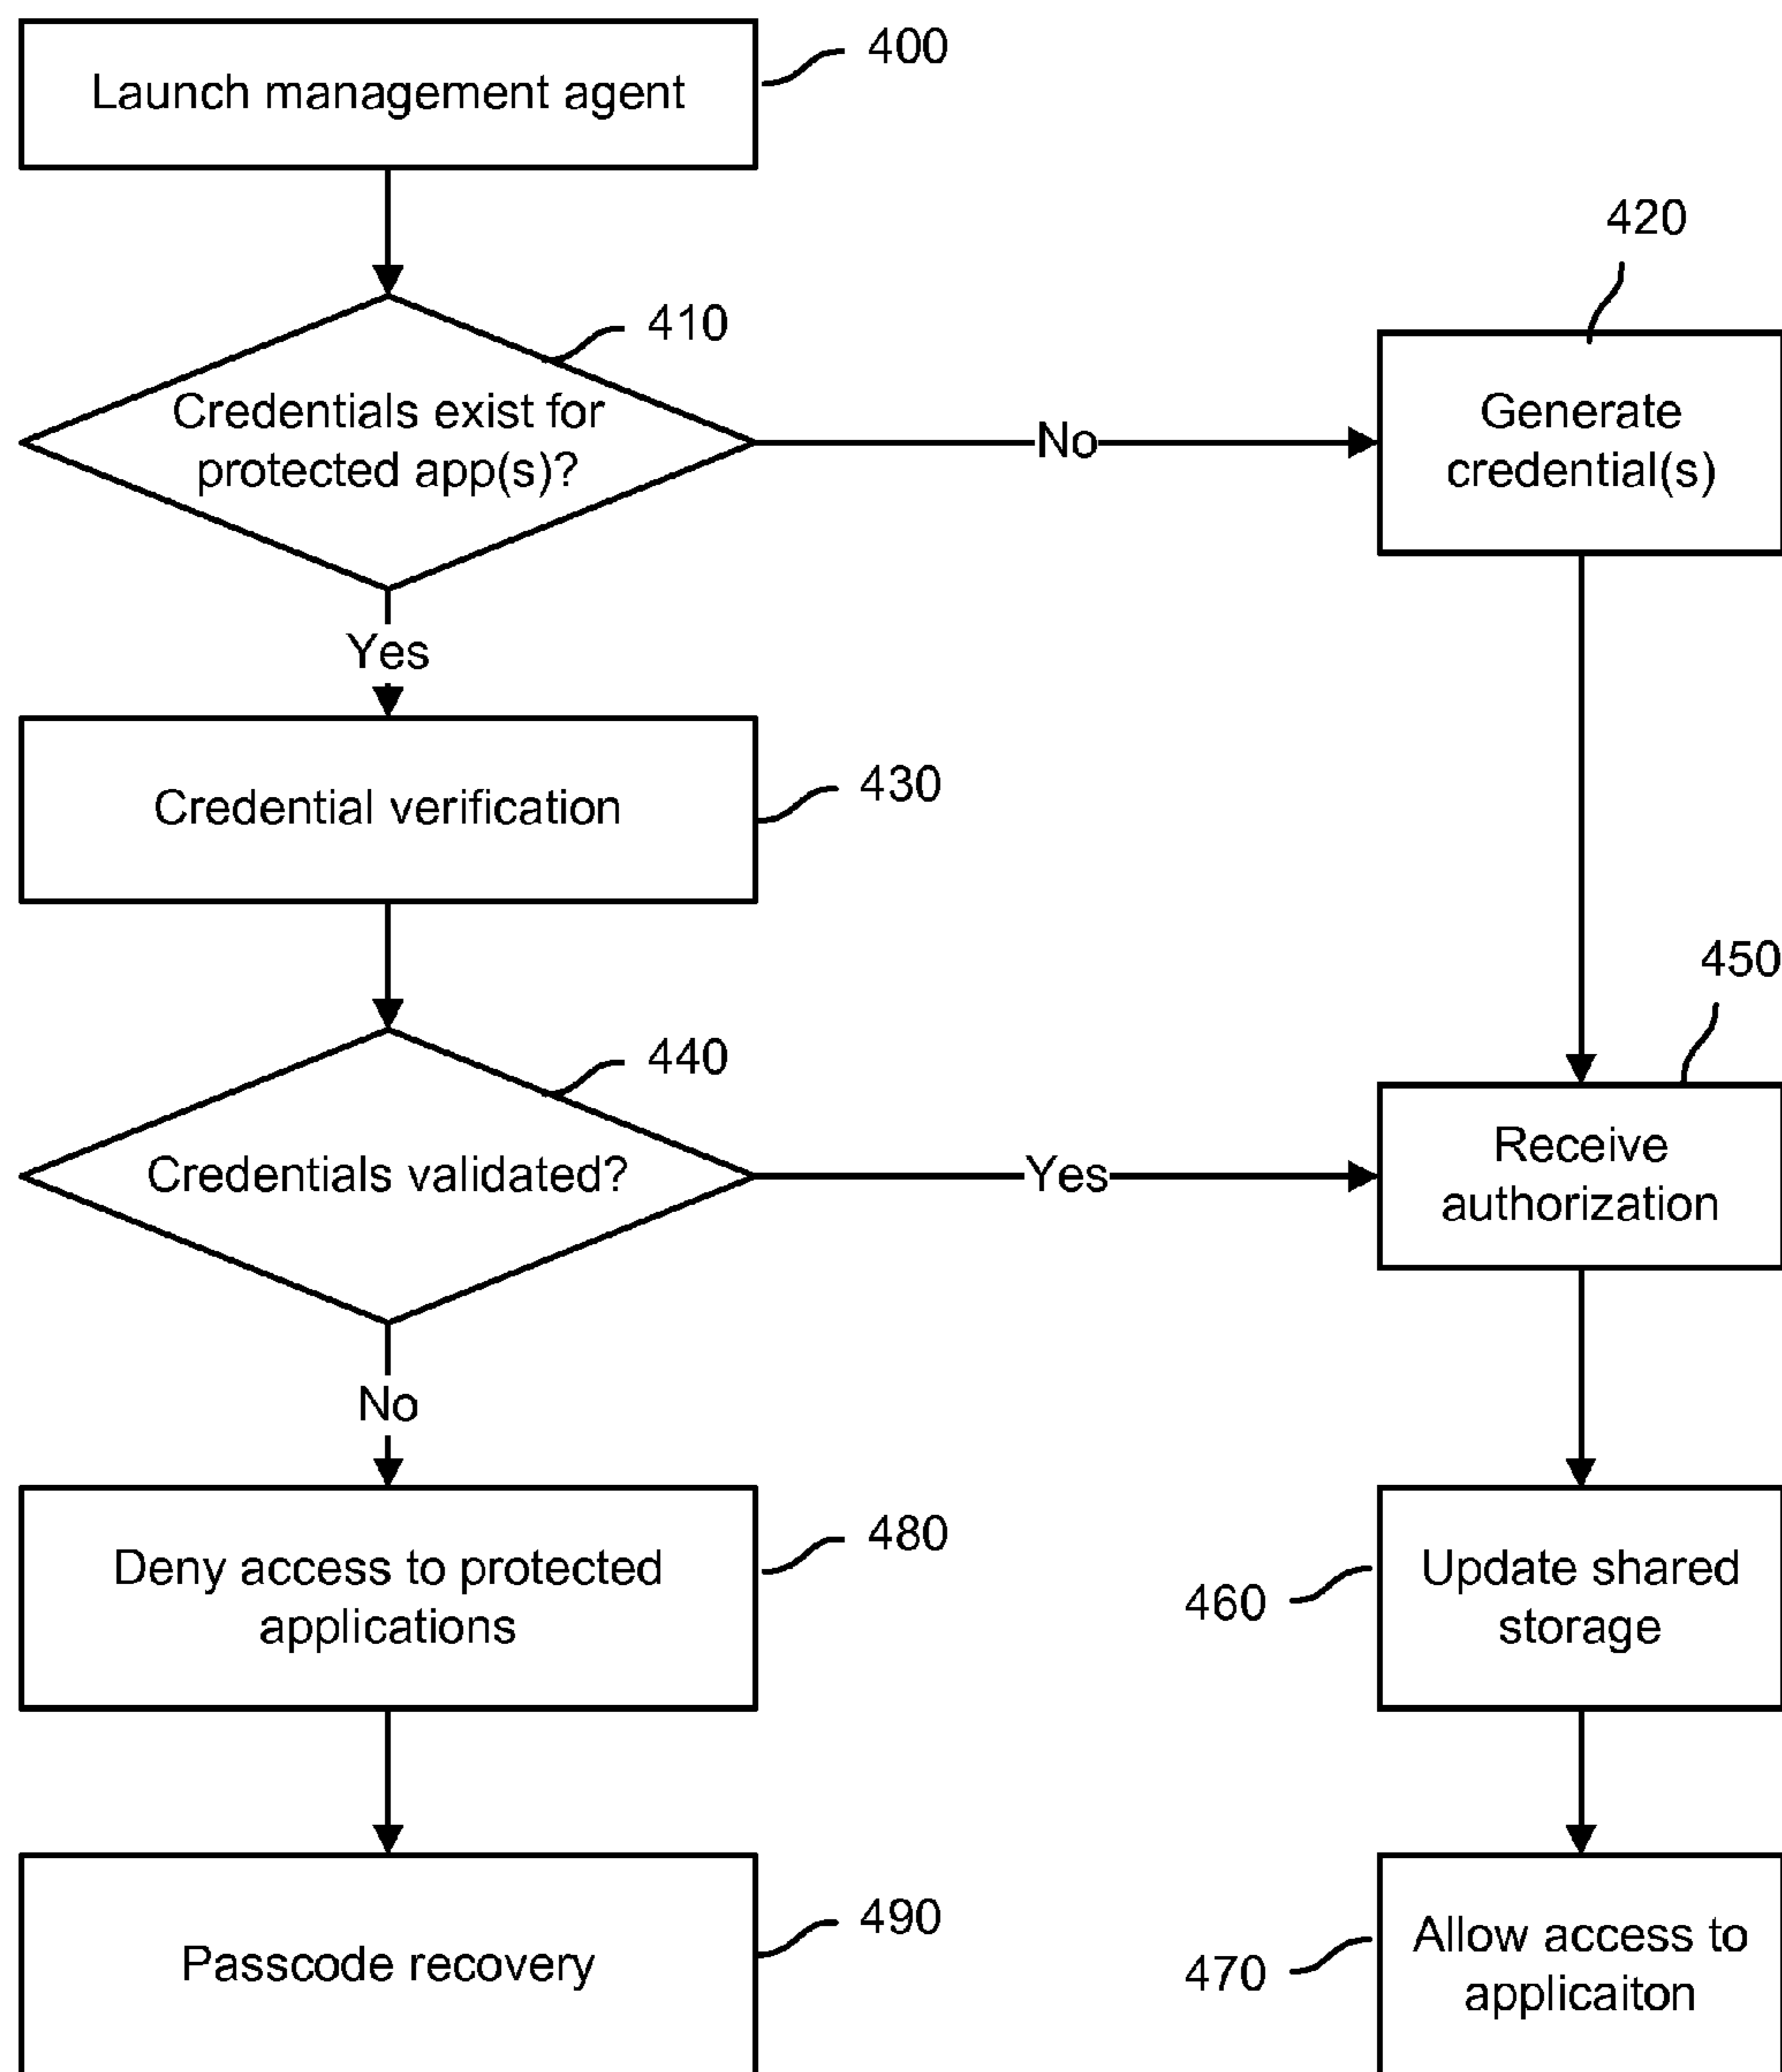 Launch management agent
400
Credentials exist for
protected app(s)?
410
No
420
Generate
credential(s)
Yes
Credential verification
430
Credentials validated?
440
Yes
450
Receive
authorization
No
Deny access to protected
applications
480
460
Update shared
storage
Passcode recovery
490
470
Allow access to
applicaiton